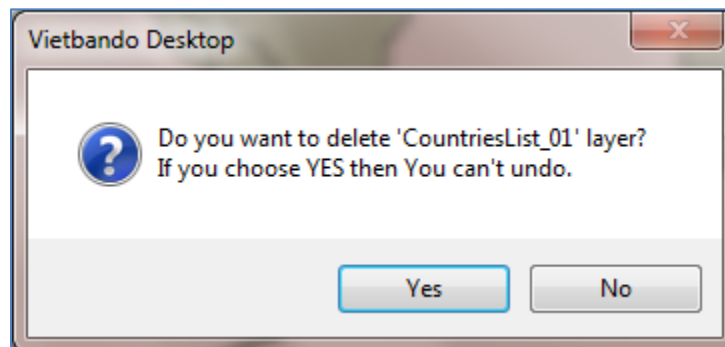 Vietbando Desktop
Do you want to delete 'CountriesList_01' layer?
If you choose YES then You can't undo.
Yes No